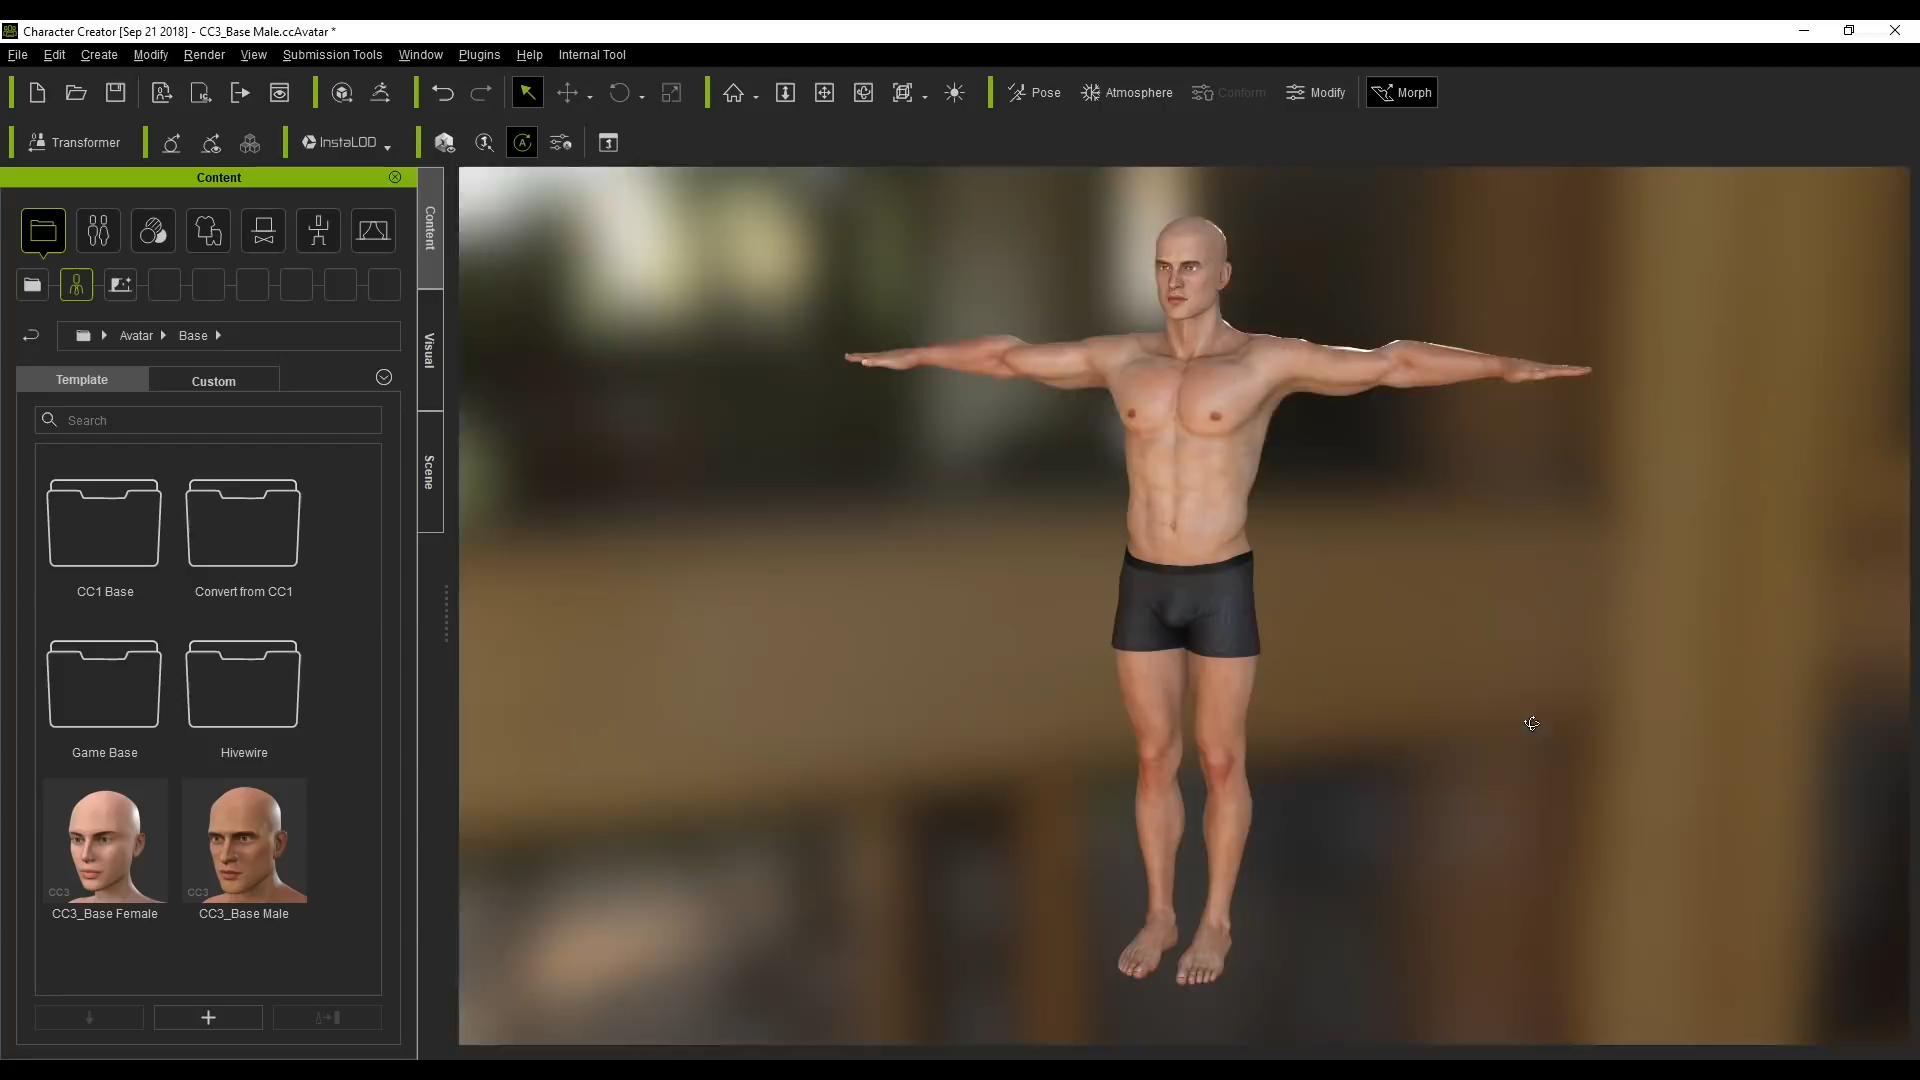 Character Creator [Sep 21 2018] - CC3_Base Male.ccAvatar *
File Edit Create Modify Render View Submission Tools Window Plugins Help Internal Tool
Pose Atmosphere Conform Modify Morph
Transformer InstaLOD
Content
Content
Visual
Scene
Avatar Base
Template Custom
Search
CC1 Base Convert from CC1
Game Base Hivewire
CC3 CC3
CC3_Base Female CC3_Base Male